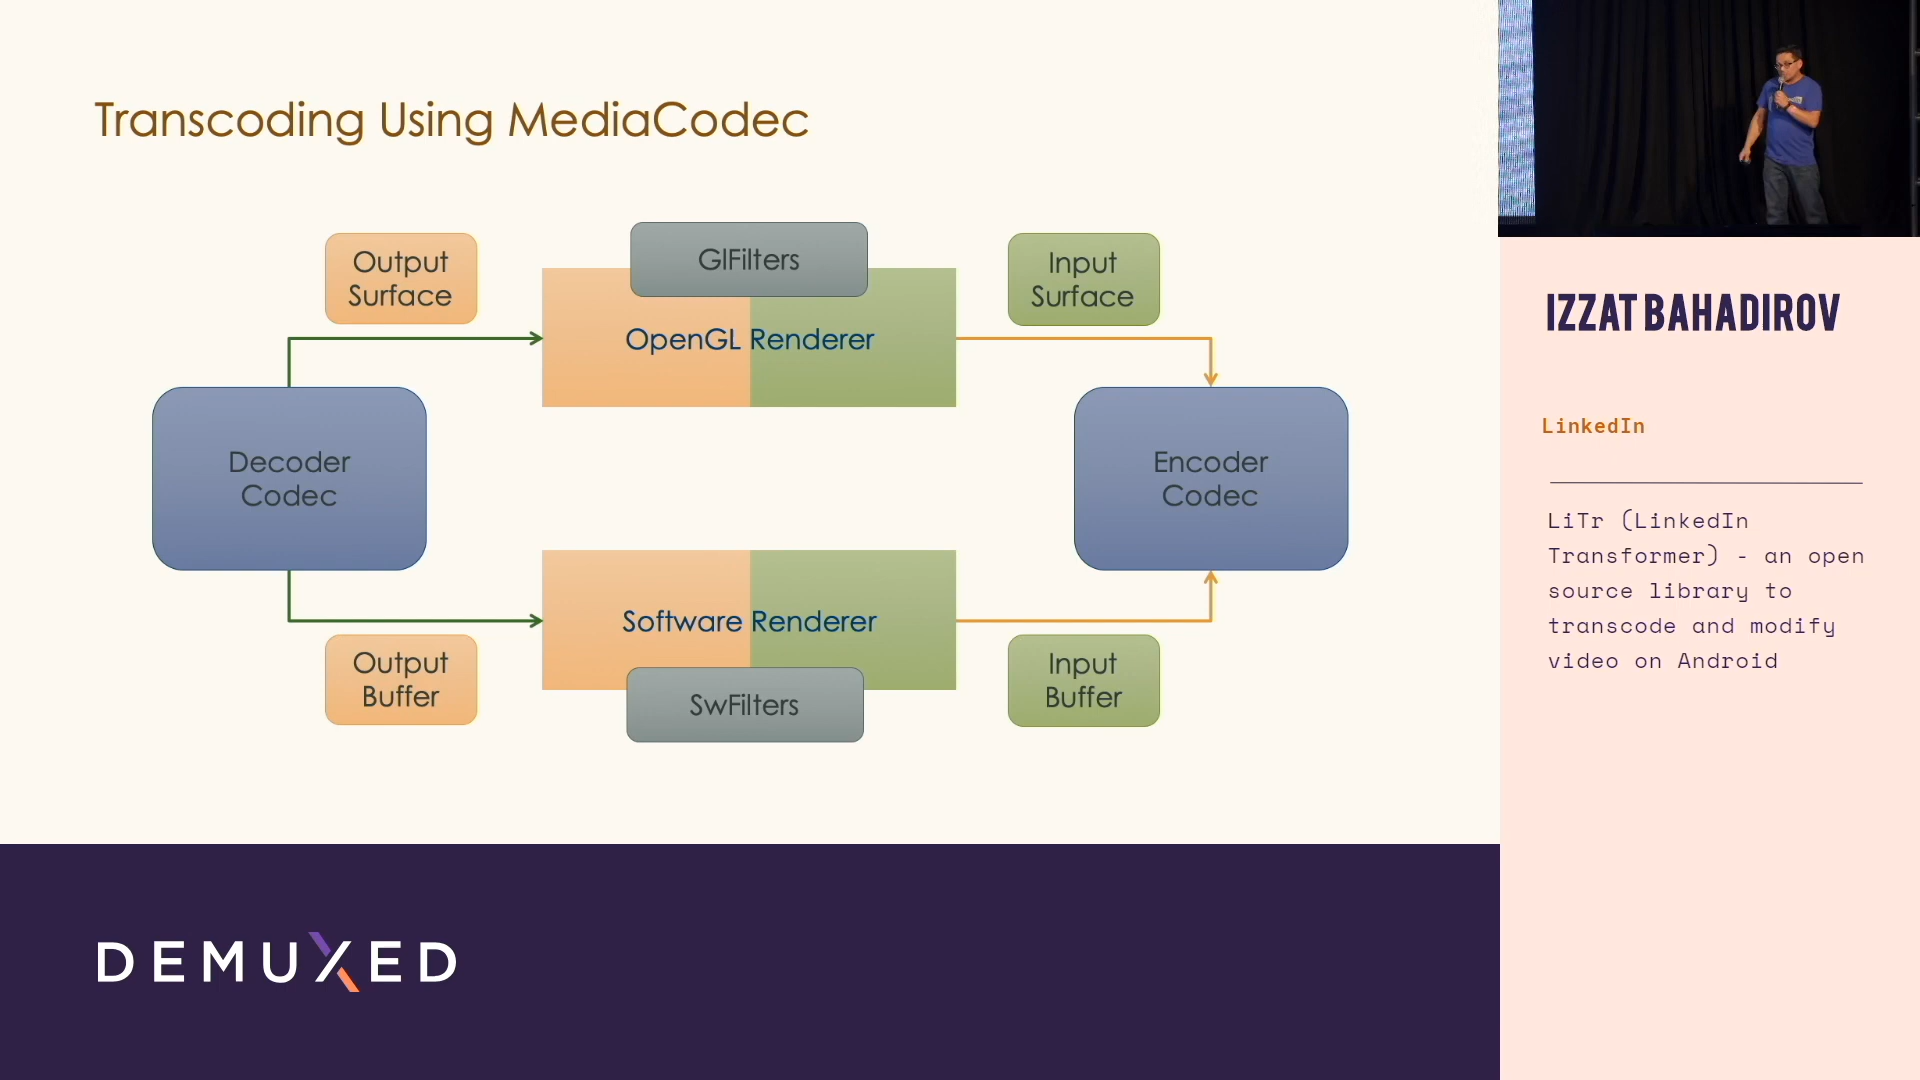 Transcoding Using MediaCodec
Output
Surface
GlFilters
OpenGL Renderer
Input
Surface
Decoder
Codec
Encoder
Codec
Software Renderer
SwFilters
Output
Buffer
Input
Buffer
DEMUXED
IZZAT BAHADIROV
LinkedIn
LiTr (LinkedIn
Transformer) - an open
source library to
transcode and modify
video on Android